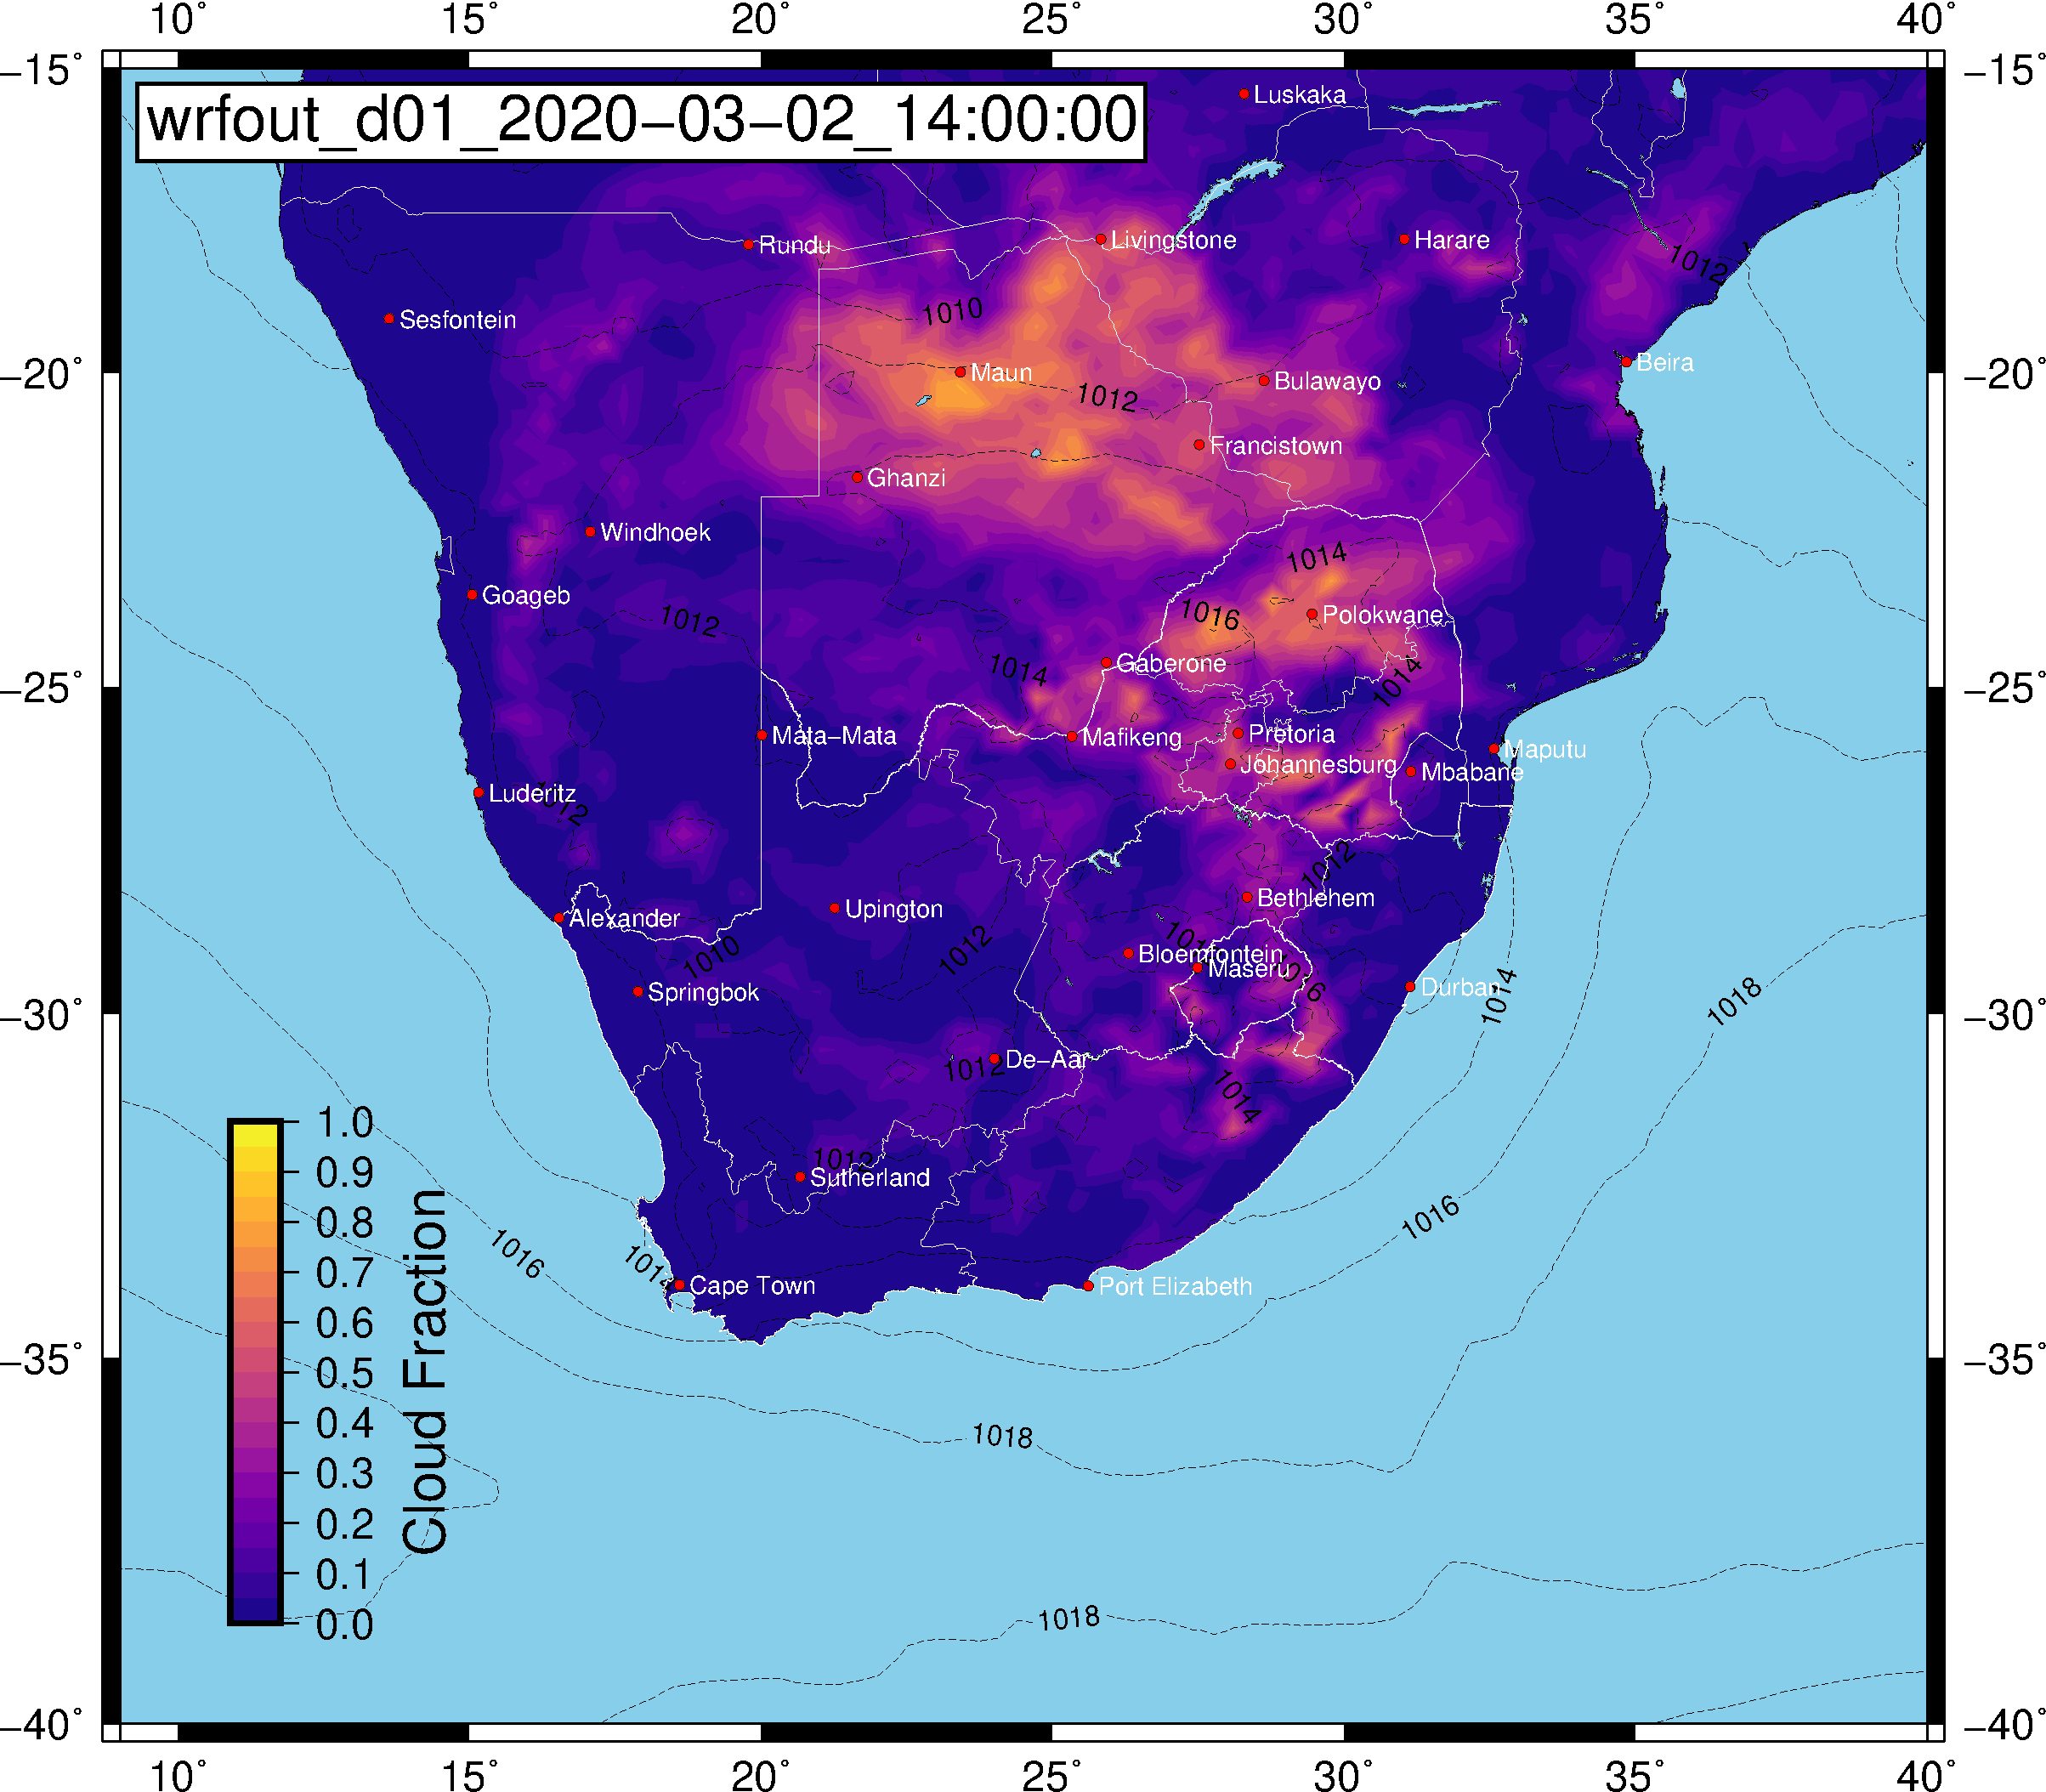 10° 15° 20° 25° 30° 35° 40°
−15° −15°
wrfout_d01_2020−03−02_14:00:00
Luskaka
Rundu
Livingstone
Harare
1012
1010
Sesfontein
−20° −20°
Maun
Beira
Bulawayo
1012
Francistown
Ghanzi
Windhoek
1014
Goageb
1016
Polokwane
1012
Gaberone
1014
1014
−25° −25°
Mata−Mata
Mafikeng
Pretoria
Maputu
Johannesburg
Mbabane
Luderitz
1012
1012
Bethlehem
Upington
Alexander
1012
1010
Bloemfontein
Maseru
1016
Springbok
Durban
1014
1018
−30° −30°
De−Aar
1012
1014
1.0
0.9
0.8
0.7
0.6
0.5
0.4
0.3
0.2
0.1
0.0
Cloud Fraction
1012
Sutherland
1016
1016
1014
Cape Town
Port Elizabeth
−35° −35°
1018
1018
−40° −40°
10° 15° 20° 25° 30° 35° 40°